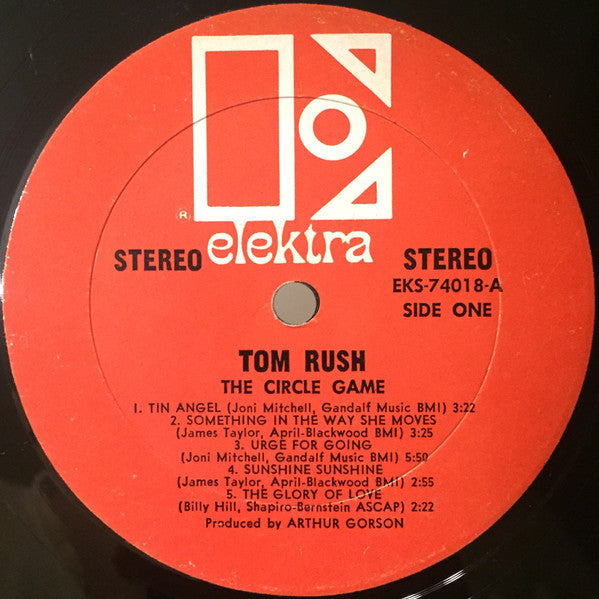 ®
elektra
STEREO
STEREO
EKS-74018-A
SIDE ONE
TOM RUSH
THE CIRCLE GAME
1. TIN ANGEL (Joni Mitchell, Gandalf Music BMI) 3:22
2. SOMETHING IN THE WAY SHE MOVES
(James Taylor, April-Blackwood BMI) 3:25
3. URGE FOR GOING
(Joni Mitchell, Gandalf Music BMI) 5:50
4. SUNSHINE SUNSHINE
(James Taylor, April-Blackwood BMI) 2:55
5. THE GLORY OF LOVE
(Billy Hill, Shapiro-Bernstein ASCAP) 2:22
Produced by ARTHUR GORSON